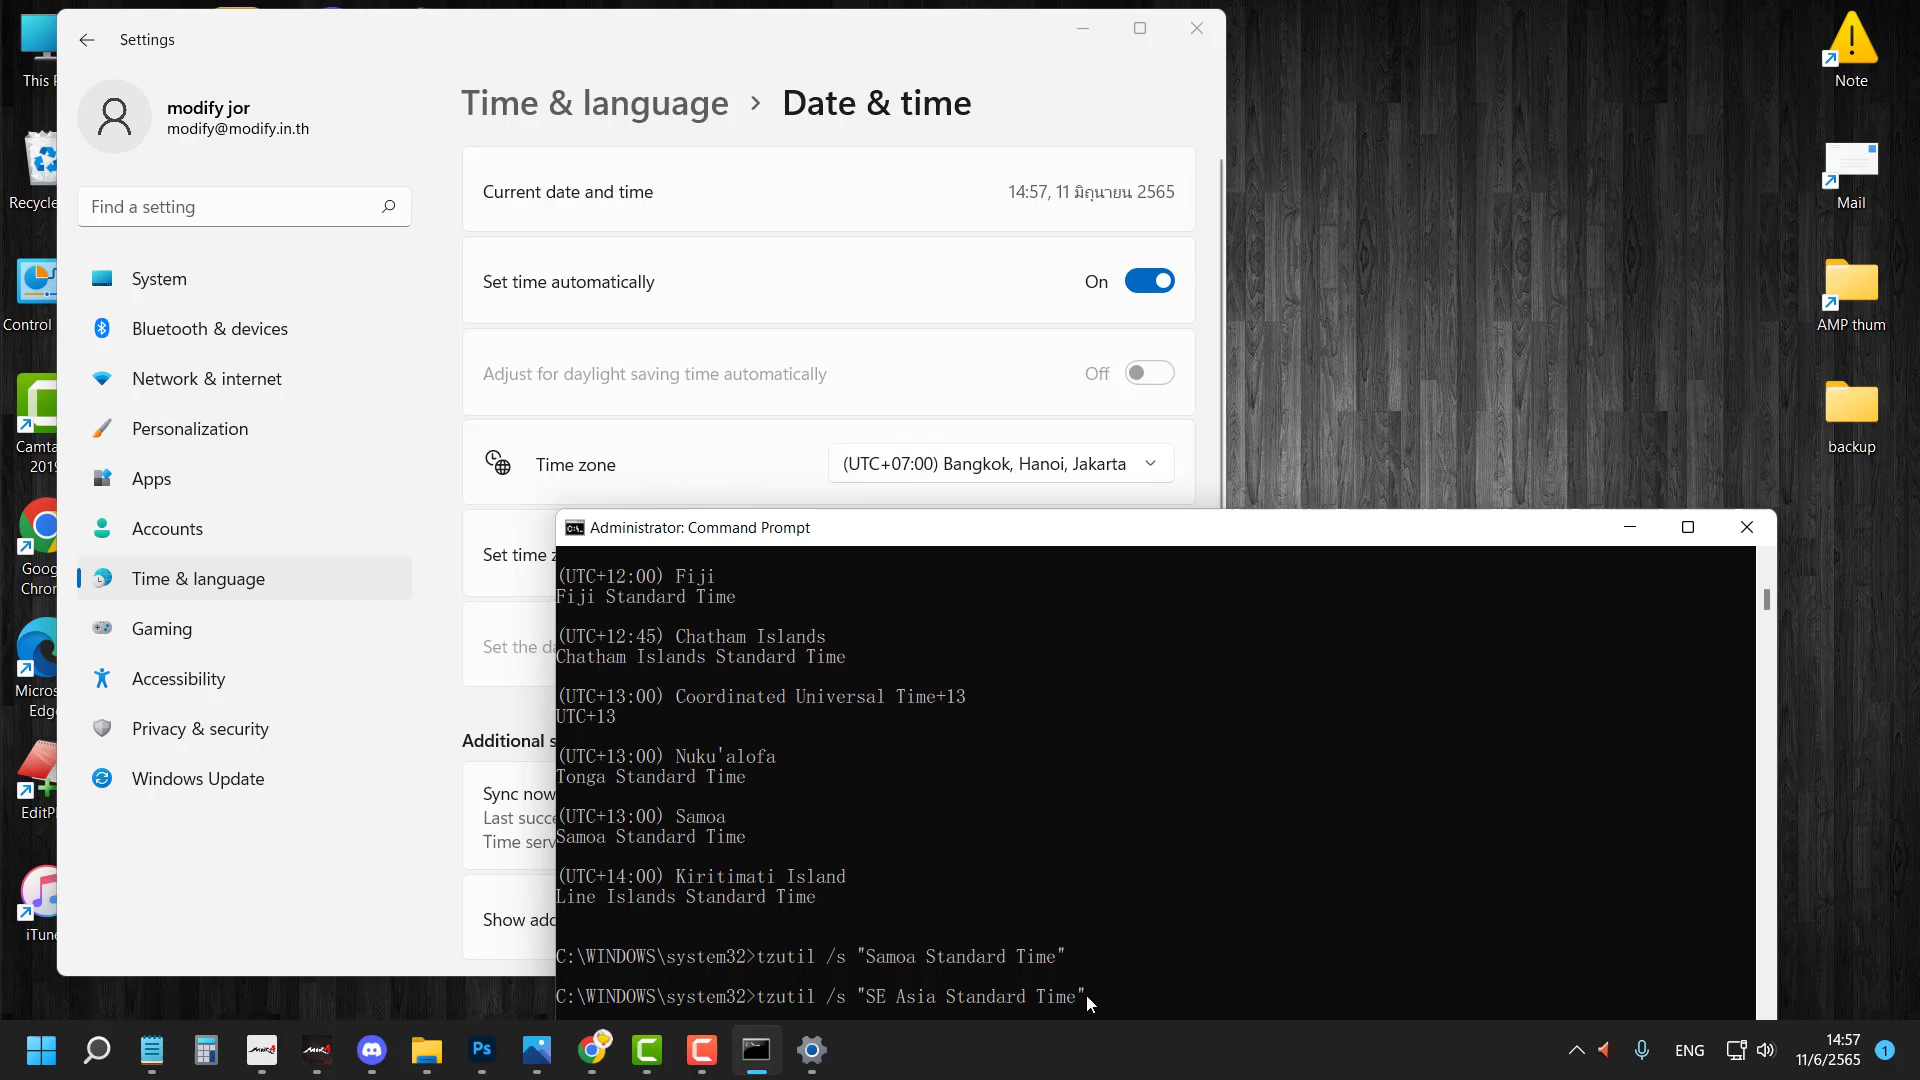 Settings
modify jor
modify@modify.in.th
Find a setting
System
Bluetooth & devices
Network & internet
Personalization
Apps
Accounts
Time & language
Gaming
Accessibility
Privacy & security
Windows Update
Time & language > Date & time
Current date and time
14:57, 11 มิถุนายน 2565
Set time automatically
On
Adjust for daylight saving time automatically
Off
Time zone
(UTC+07:00) Bangkok, Hanoi, Jakarta
Set time z
Set the da
Additional s
Sync now
Last succe
Time serv
Show add
Administrator: Command Prompt
(UTC+12:00) Fiji
Fiji Standard Time
(UTC+12:45) Chatham Islands
Chatham Islands Standard Time
(UTC+13:00) Coordinated Universal Time+13
UTC+13
(UTC+13:00) Nuku'alofa
Tonga Standard Time
(UTC+13:00) Samoa
Samoa Standard Time
(UTC+14:00) Kiritimati Island
Line Islands Standard Time
C:\WINDOWS\system32>tzutil /s "Samoa Standard Time"
C:\WINDOWS\system32>tzutil /s "SE Asia Standard Time"
This P
Recycle
Control
Camta
2019
Goog
Chron
Micros
Edg
EditPl
iTune
Note
Mail
AMP thum
backup
Ps
ENG
14:57
11/6/2565
1